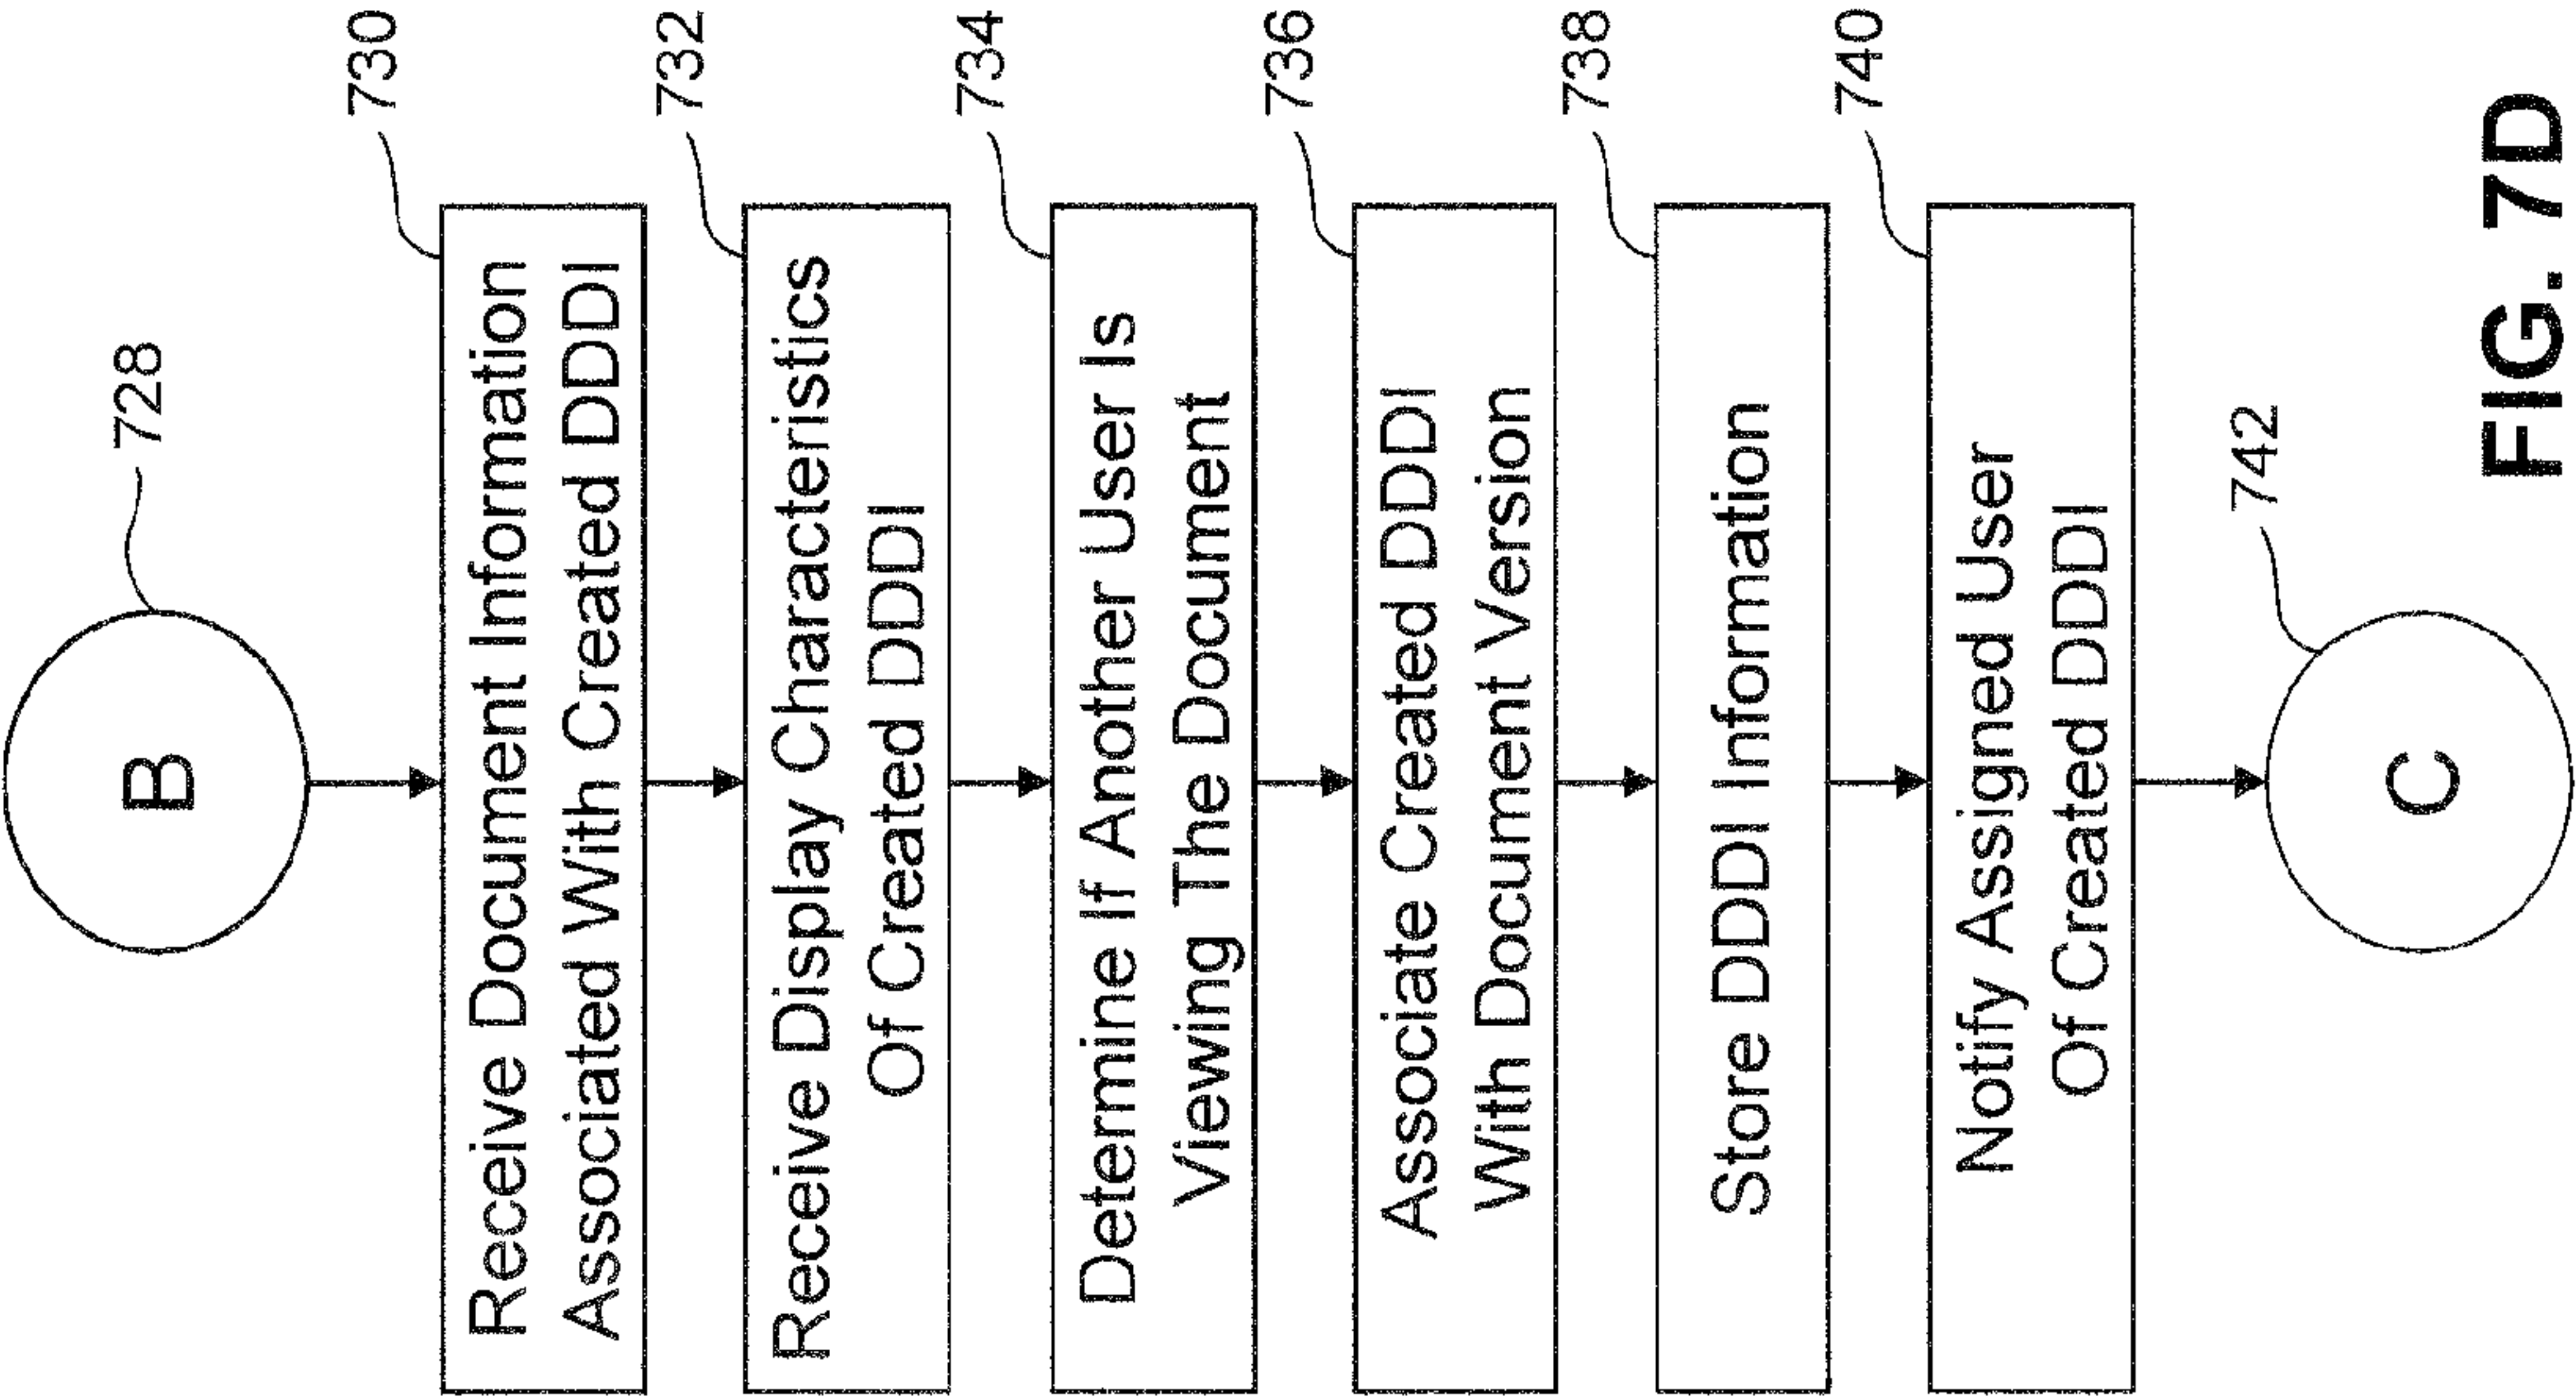 B
728
730
Receive Document Information
Associated With Created DDDI
732
Receive Display Characteristics
Of Created DDDI
734
Determine If Another User Is
Viewing The Document
736
Associate Created DDDI
With Document Version
738
Store DDDI Information
740
Notify Assigned User
Of Created DDDI
742
C
FIG. 7D